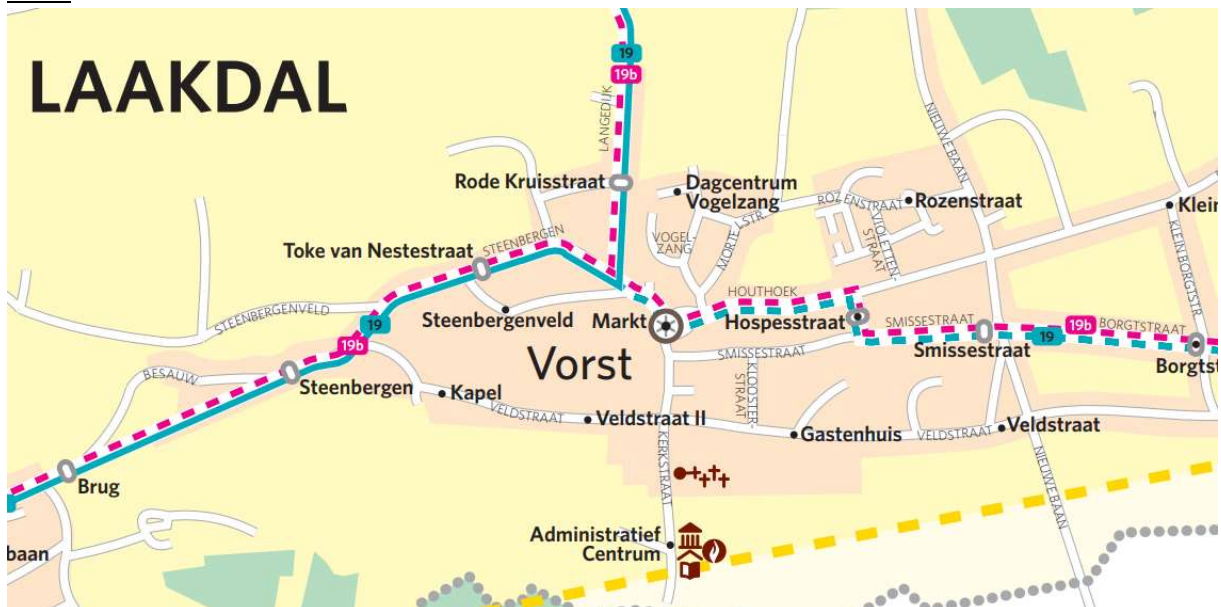 LAAKDAL
19
19b
LANGEDIJK
Rode Kruisstraat
Dagcentrum
Vogelzang
NIEUWEBAAN
ROZENSTRAAT
Rozenstraat
Klein
VIOLETTEN-
STRAAT
VOGEL-
ZANG
MORTELSTR.
KLEIN BORGTSTR.
STEENBERGEN
Toke van Nestestraat
HOUTHOEK
STEENBERGENVELD
Steenbergenveld
Markt
Hospesstraat
SMISSESTRAAT
19b
BORGTSTRAAT
19
19
19b
Smissestraat
SMISSESTRAAT
Borgtst
Vorst
BESAUW
Steenbergen
KLOOSTER-
STRAAT
Kapel
VELDSTRAAT
Veldstraat II
Gastenhuis
VELDSTRAAT
Veldstraat
KERKSTRAAT
NIEUWEBAAN
Brug
Administratief
Centrum
baan